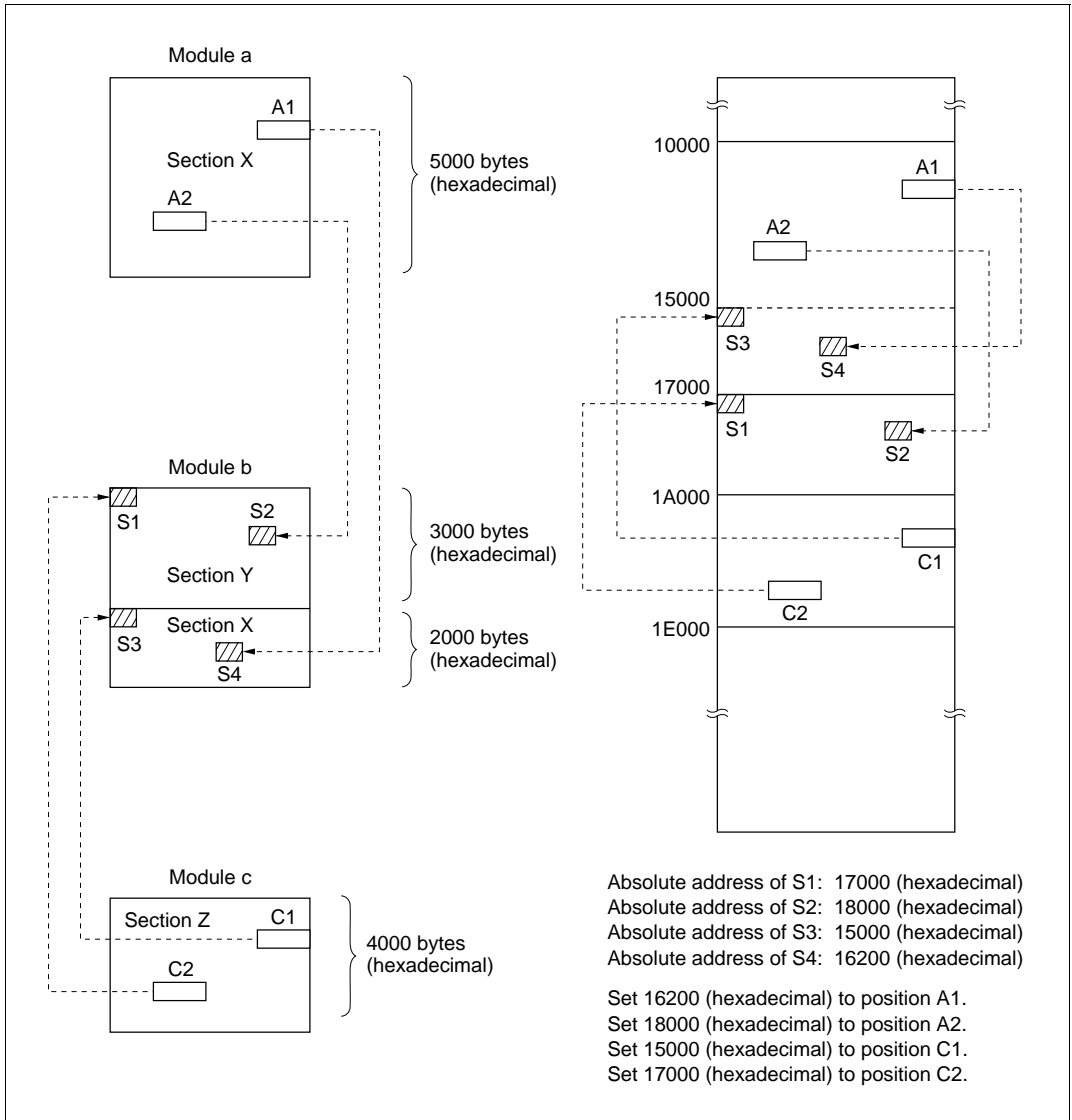 Module a
A1
Section X
A2
5000 bytes
(hexadecimal)
Module b
S1
S2
Section Y
3000 bytes
(hexadecimal)
S3
Section X
S4
2000 bytes
(hexadecimal)
Module c
Section Z
C1
C2
4000 bytes
(hexadecimal)
10000
A1
A2
15000
S3
S4
17000
S1
S2
1A000
C1
C2
1E000
Absolute address of S1: 17000 (hexadecimal)
Absolute address of S2: 18000 (hexadecimal)
Absolute address of S3: 15000 (hexadecimal)
Absolute address of S4: 16200 (hexadecimal)
Set 16200 (hexadecimal) to position A1.
Set 18000 (hexadecimal) to position A2.
Set 15000 (hexadecimal) to position C1.
Set 17000 (hexadecimal) to position C2.